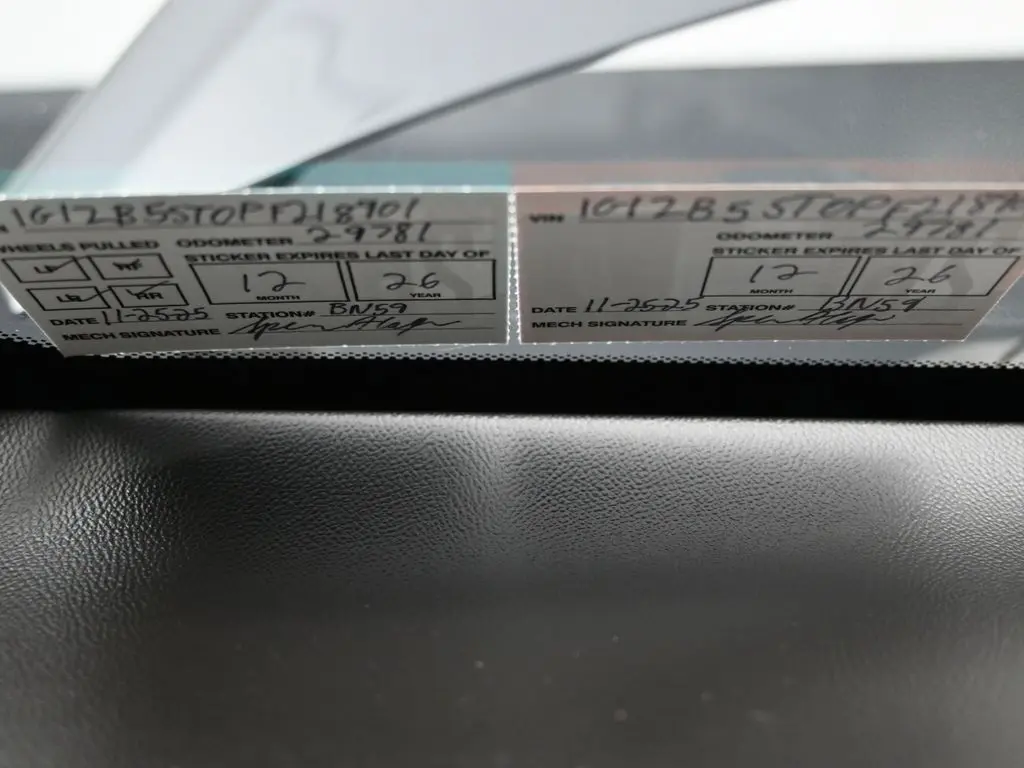 1G1ZB5ST0PF218701
WHEELS PULLED ODOMETER 29781
STICKER EXPIRES LAST DAY OF
LF RF
12 26
MONTH YEAR
LR RR
DATE 11-25-25 STATION# BN59
MECH SIGNATURE
VIN 1G1ZB5ST0PF2187
ODOMETER 29781
STICKER EXPIRES LAST DAY OF
12 26
MONTH YEAR
DATE 11-25-25 STATION# BN59
MECH SIGNATURE